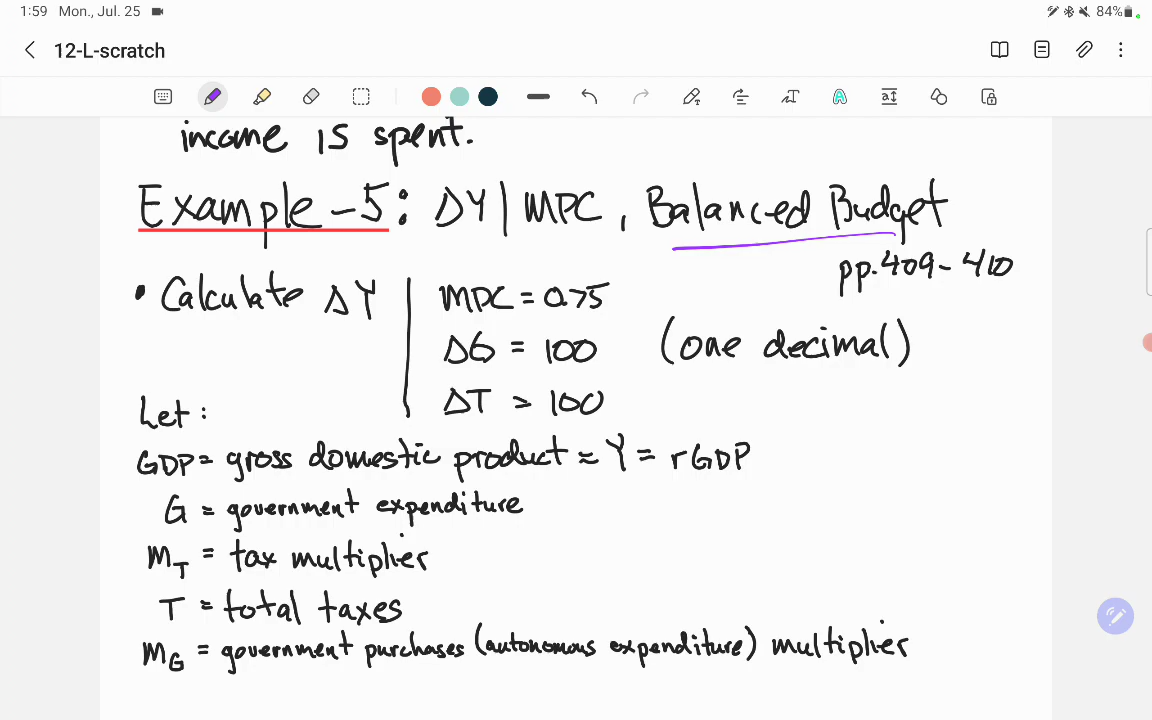 1:59 Mon., Jul. 25
84%
12-L-scratch
income is spent.
Example-5: ΔY | MPC, Balanced Budget
pp. 409-410
• Calculate ΔY | MPC = 0.75
ΔG = 100 (one decimal)
ΔT = 100
Let:
GDP = gross domestic product ≈ Y = rGDP
G = government expenditure
M_T = tax multiplier
T = total taxes
M_G = government purchases (autonomous expenditure) multiplier